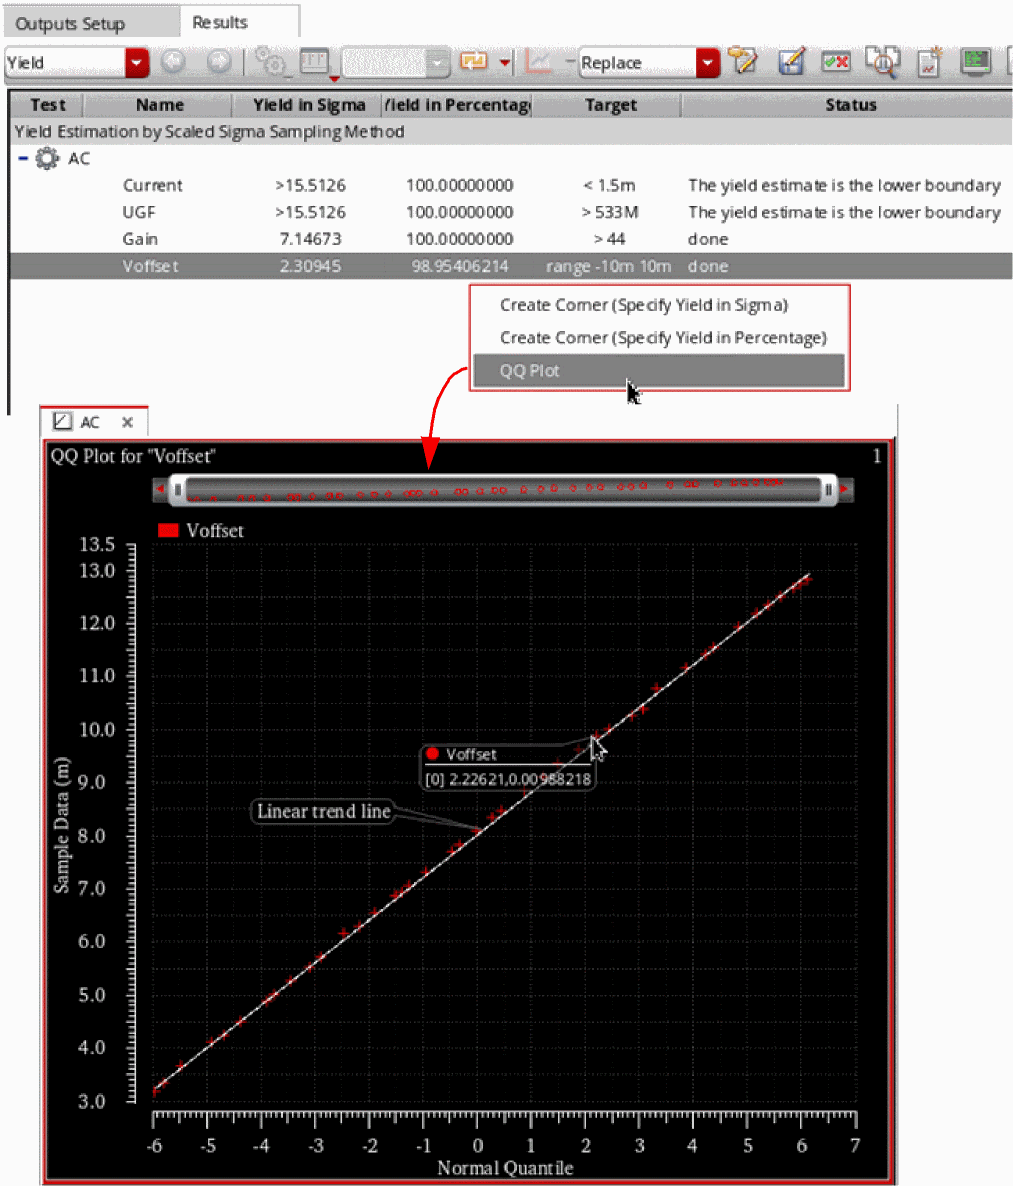 Outputs Setup Results
Yield Replace
Test Name Yield in Sigma Yield in Percentag Target Status
Yield Estimation by Scaled Sigma Sampling Method
AC
Current >15.5126 100.00000000 < 1.5m The yield estimate is the lower boundary
UGF >15.5126 100.00000000 > 533M The yield estimate is the lower boundary
Gain 7.14673 100.00000000 > 44 done
Voffset 2.30945 98.95406214 range -10m 10m done
Create Corner (Specify Yield in Sigma)
Create Corner (Specify Yield in Percentage)
QQ Plot
AC x
QQ Plot for "Voffset" 1
Voffset
13.5
13.0
12.0
11.0
10.0
Voffset
[0] 2.22621,0.00988218
9.0
Linear trend line
8.0
7.0
6.0
5.0
4.0
3.0
Sample Data (m)
-6 -5 -4 -3 -2 -1 0 1 2 3 4 5 6 7
Normal Quantile